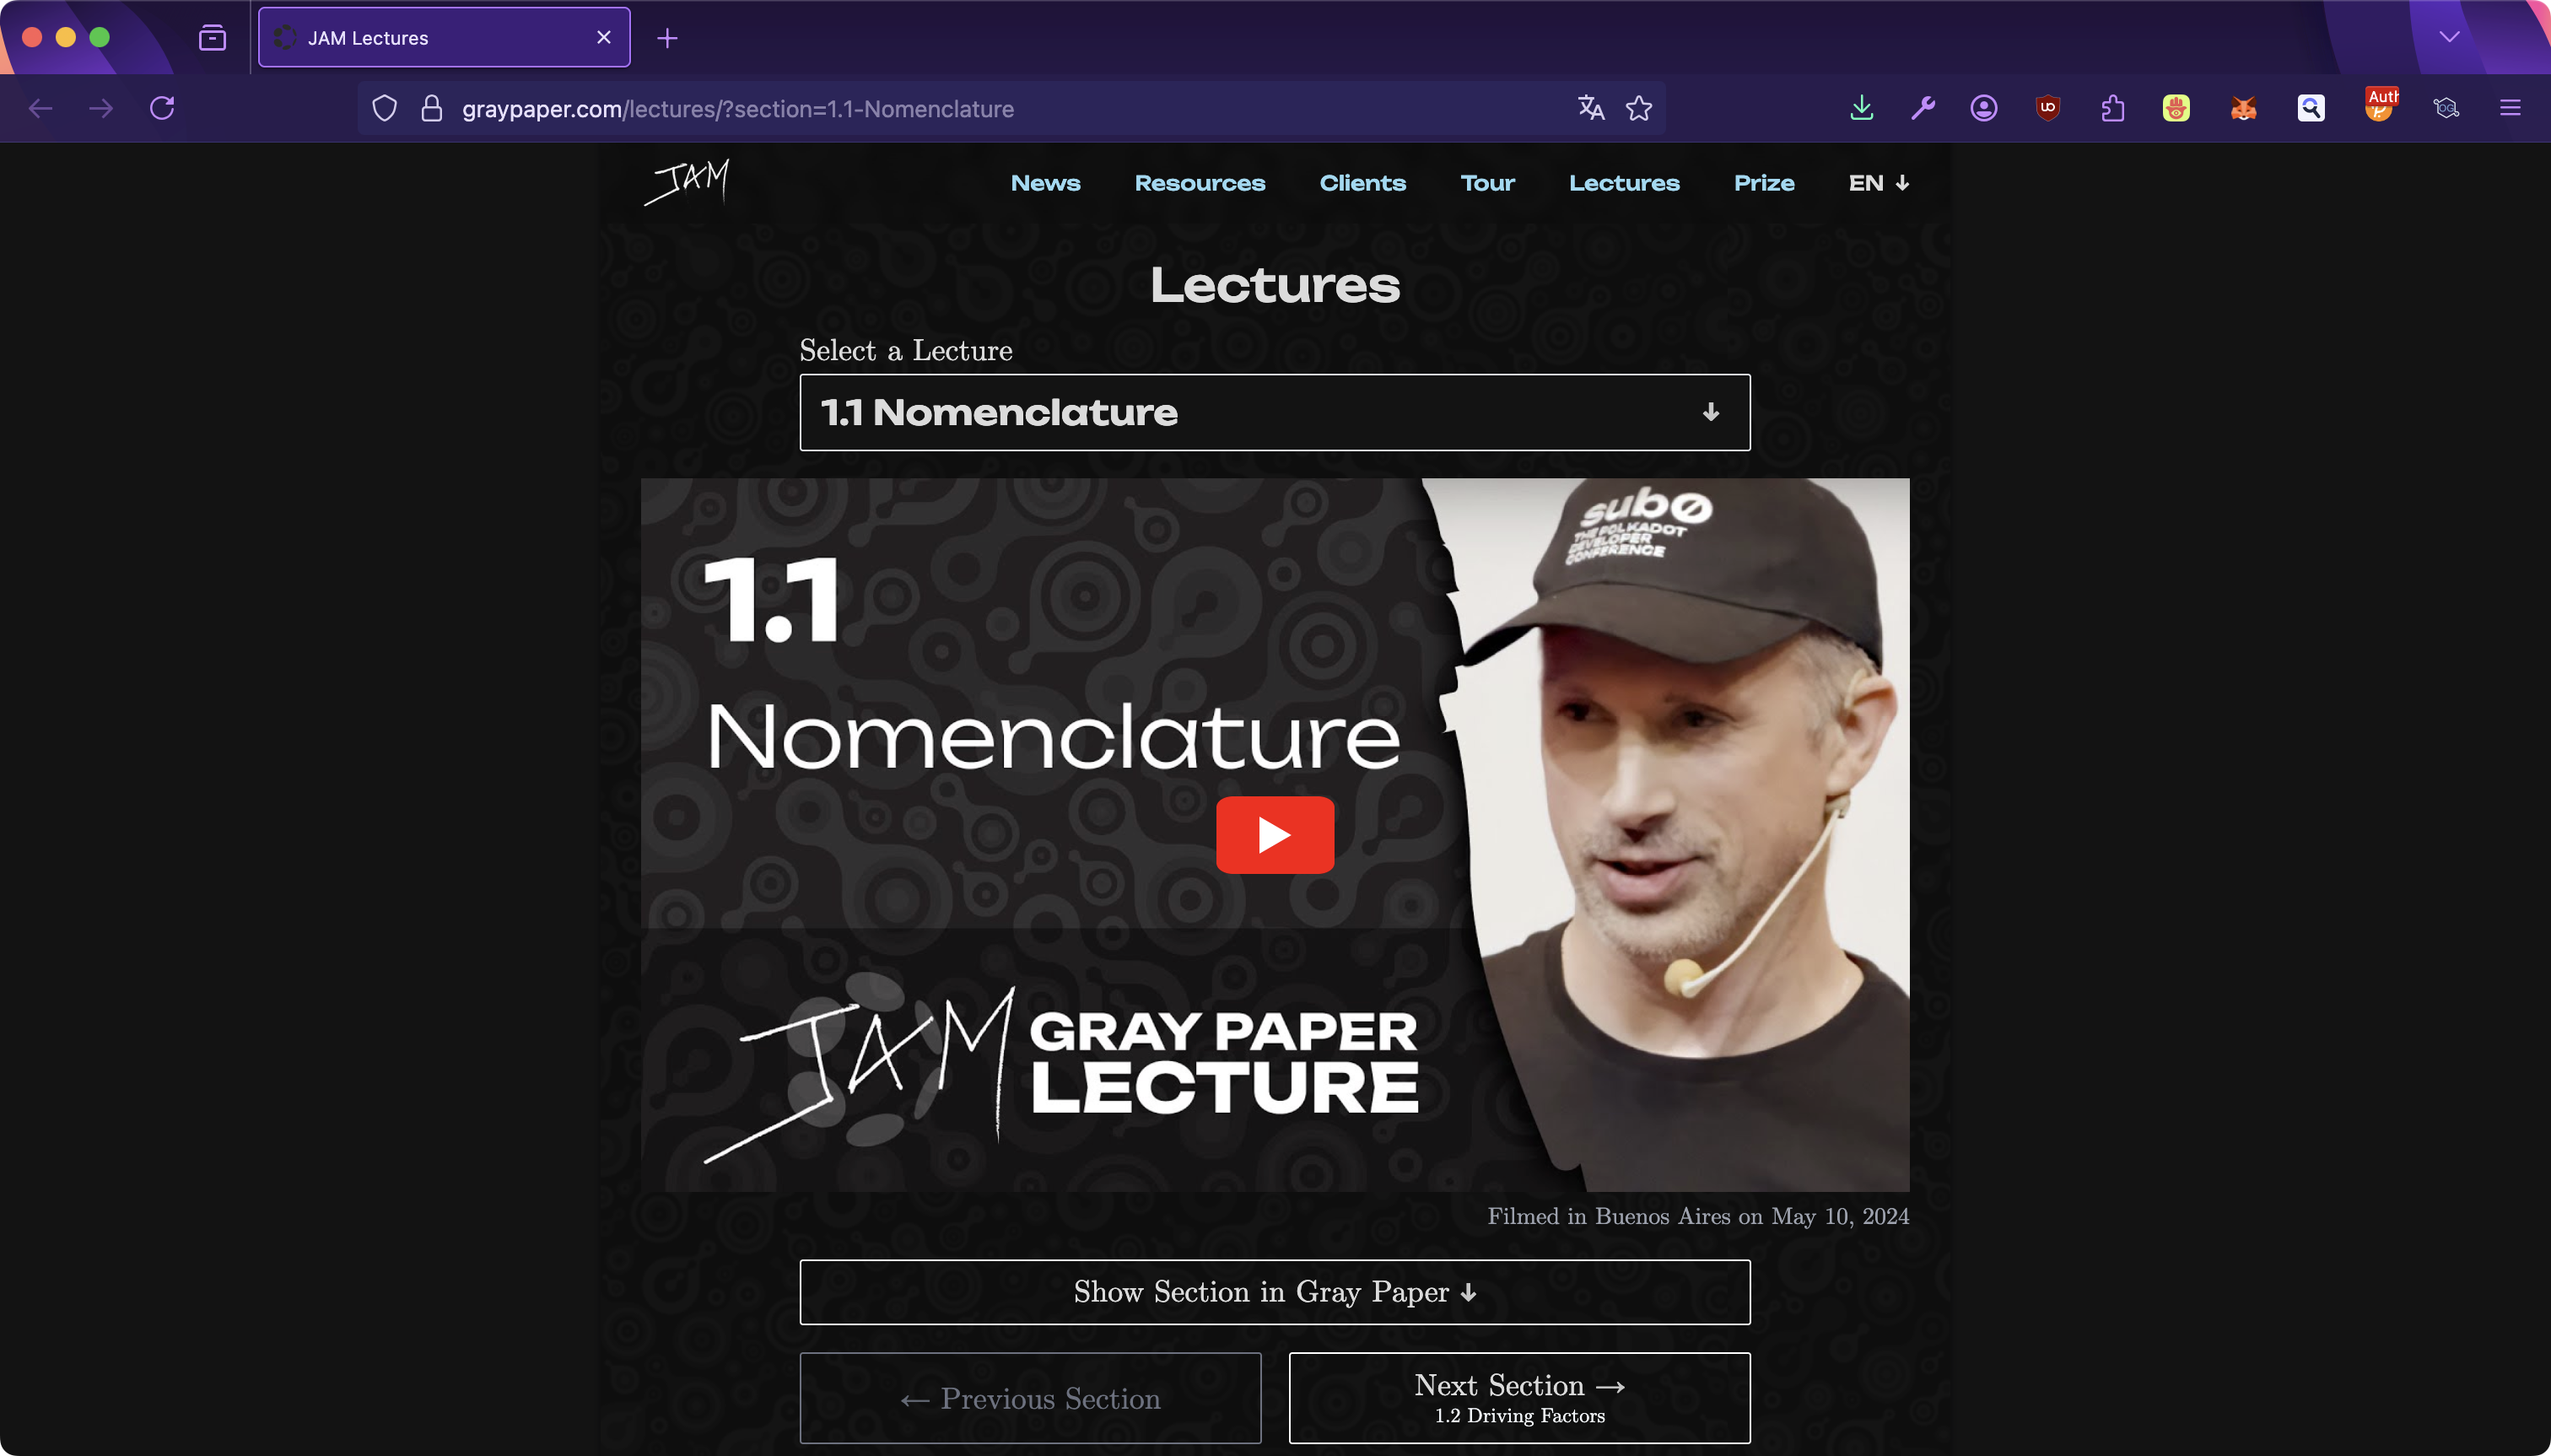 JAM Lectures
graypaper.com/lectures/?section=1.1-Nomenclature
Auth
JAM
News
Resources
Clients
Tour
Lectures
Prize
EN ↓
Lectures
Select a Lecture
1.1 Nomenclature ↓
1.1
Nomenclature
sub0
THE POLKADOT
DEVELOPER
CONFERENCE
JAM
GRAY PAPER
LECTURE
Filmed in Buenos Aires on May 10, 2024
Show Section in Gray Paper ↓
← Previous Section
Next Section →
1.2 Driving Factors